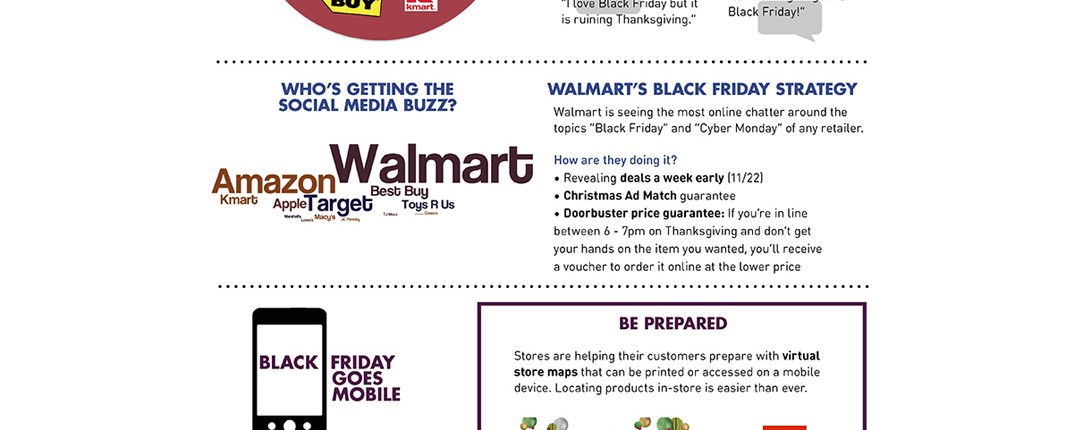 BUY
kmart
"I love Black Friday but it
is ruining Thanksgiving."
Black Friday!"
WHO'S GETTING THE
SOCIAL MEDIA BUZZ?
Walmart
Amazon
Best Buy
Kmart
Apple
Target
Toys R Us
Macy's
WALMART'S BLACK FRIDAY STRATEGY
Walmart is seeing the most online chatter around the
topics "Black Friday" and "Cyber Monday" of any retailer.
How are they doing it?
• Revealing deals a week early (11/22)
• Christmas Ad Match guarantee
• Doorbuster price guarantee: If you're in line
between 6 - 7pm on Thanksgiving and don't get
your hands on the item you wanted, you'll receive
a voucher to order it online at the lower price
BLACK FRIDAY
GOES
MOBILE
BE PREPARED
Stores are helping their customers prepare with virtual
store maps that can be printed or accessed on a mobile
device. Locating products in-store is easier than ever.